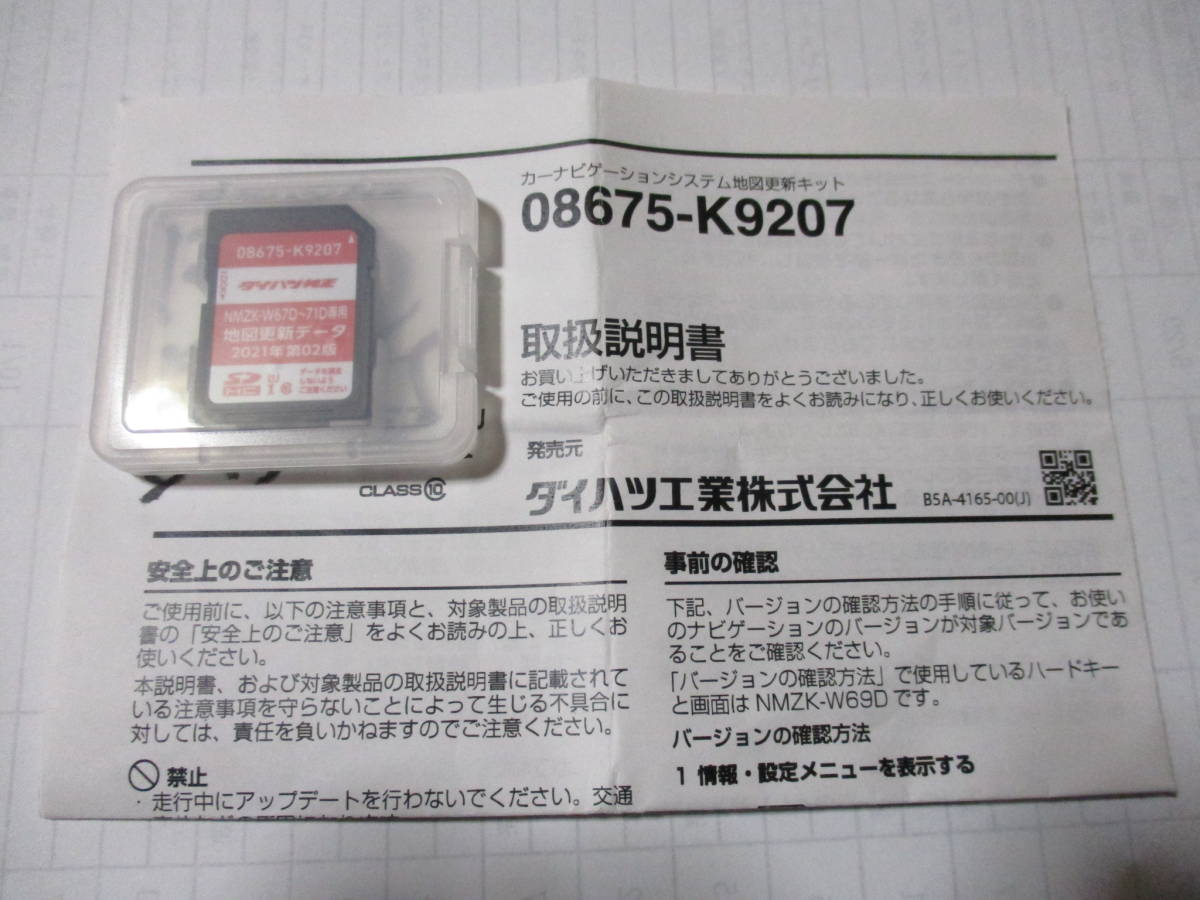 カーナビゲーションシステム地図更新キット
08675-K9207
取扱説明書
お買い上げいただきましてありがとうございました。
ご使用の前に、この取扱説明書をよくお読みになり、正しくお使いください。
発売元
ダイハツ工業株式会社
B5A-4165-00(J)
08675-K9207
ダイハツ純正
NMZK-W67D~71D専用
地図更新データ
2021年 第02版
データを消去
しないよう
ご注意ください
CLASS⑩
安全上のご注意
ご使用前に、以下の注意事項と、対象製品の取扱説明
書の「安全上のご注意」をよくお読みの上、正しくお
使いください。
本説明書、および対象製品の取扱説明書に記載されて
いる注意事項を守らないことによって生じる不具合に
対しては、責任を負いかねますのでご注意ください。
禁止
・走行中にアップデートを行わないでください。交通
事前の確認
下記、バージョンの確認方法の手順に従って、お使い
のナビゲーションのバージョンが対象バージョンであ
ることをご確認ください。
「バージョンの確認方法」で使用しているハードキー
と画面は NMZK-W69D です。
バージョンの確認方法
1 情報・設定メニューを表示する